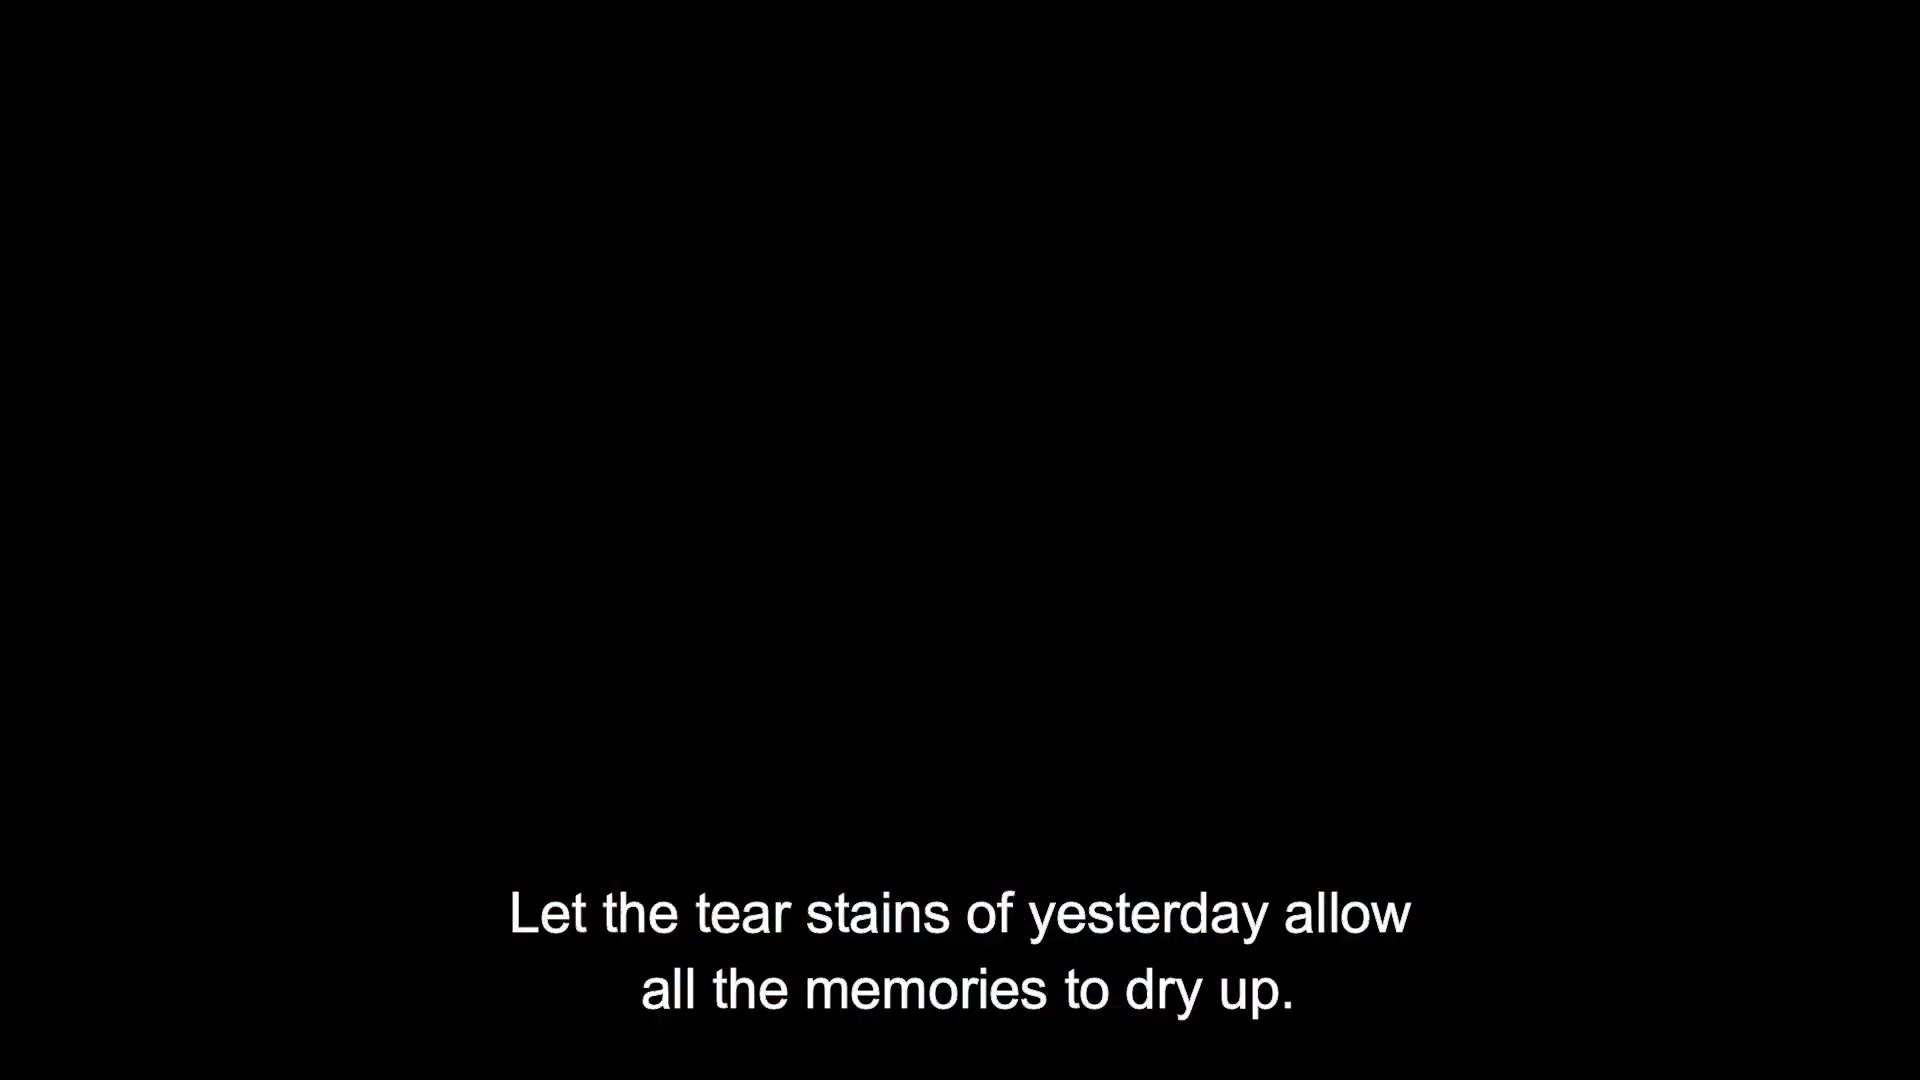 Let the tear stains of yesterday allow
all the memories to dry up.